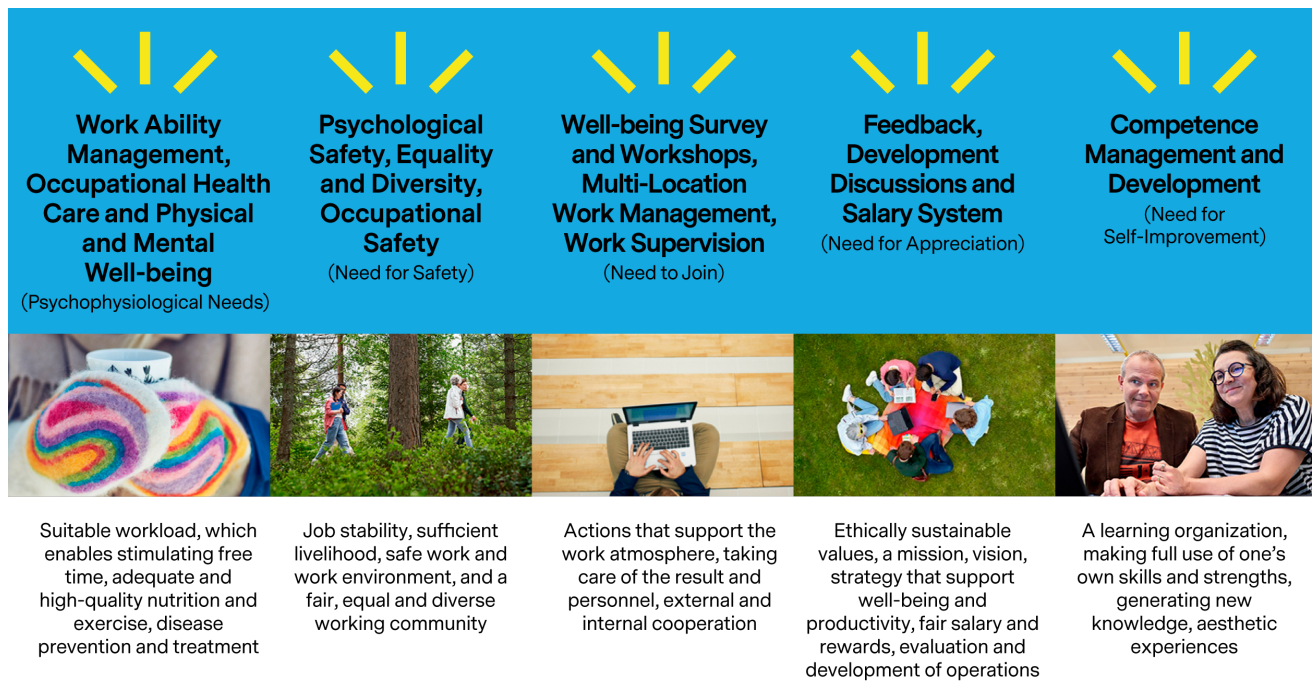 Work Ability
Management,
Occupational Health
Care and Physical
and Mental
Well-being
(Psychophysiological Needs)
Psychological
Safety, Equality
and Diversity,
Occupational
Safety
(Need for Safety)
Well-being Survey
and Workshops,
Multi-Location
Work Management,
Work Supervision
(Need to Join)
Feedback,
Development
Discussions and
Salary System
(Need for Appreciation)
Competence
Management and
Development
(Need for
Self-Improvement)
Suitable workload, which
enables stimulating free
time, adequate and
high-quality nutrition and
exercise, disease
prevention and treatment
Job stability, sufficient
livelihood, safe work and
work environment, and a
fair, equal and diverse
working community
Actions that support the
work atmosphere, taking
care of the result and
personnel, external and
internal cooperation
Ethically sustainable
values, a mission, vision,
strategy that support
well-being and
productivity, fair salary and
rewards, evaluation and
development of operations
A learning organization,
making full use of one’s
own skills and strengths,
generating new
knowledge, aesthetic
experiences